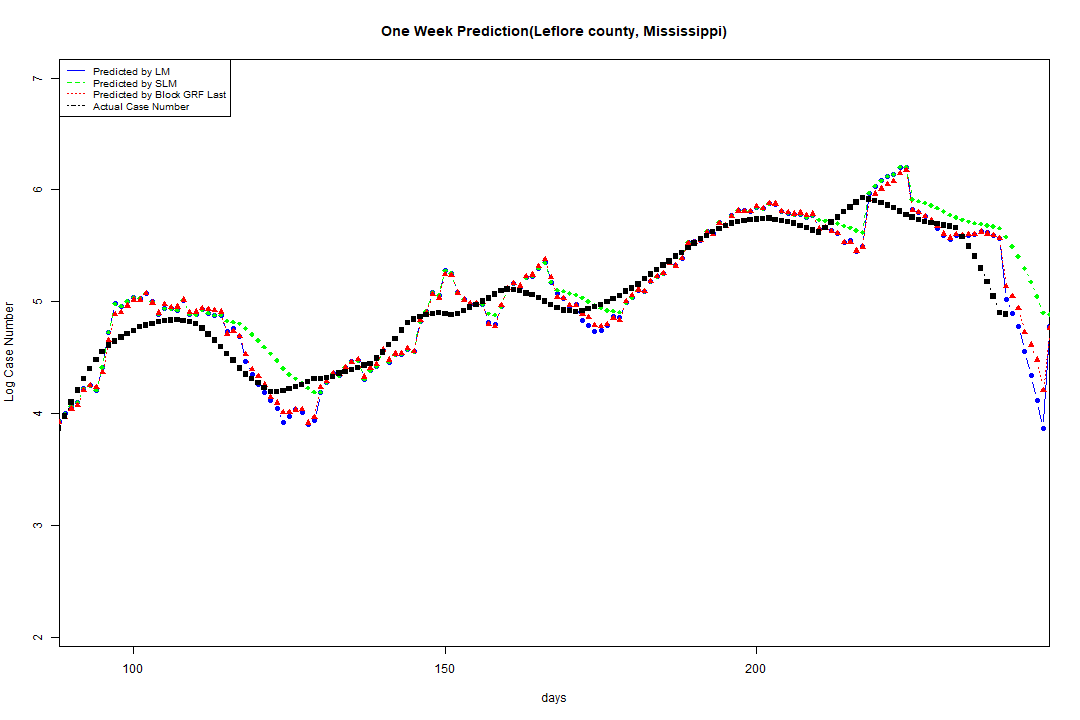 One Week Prediction(Leflore county, Mississippi)
Predicted by LM
Predicted by SLM
Predicted by Block GRF Last
Actual Case Number
7
6
5
4
3
2
Log Case Number
100 150 200
days